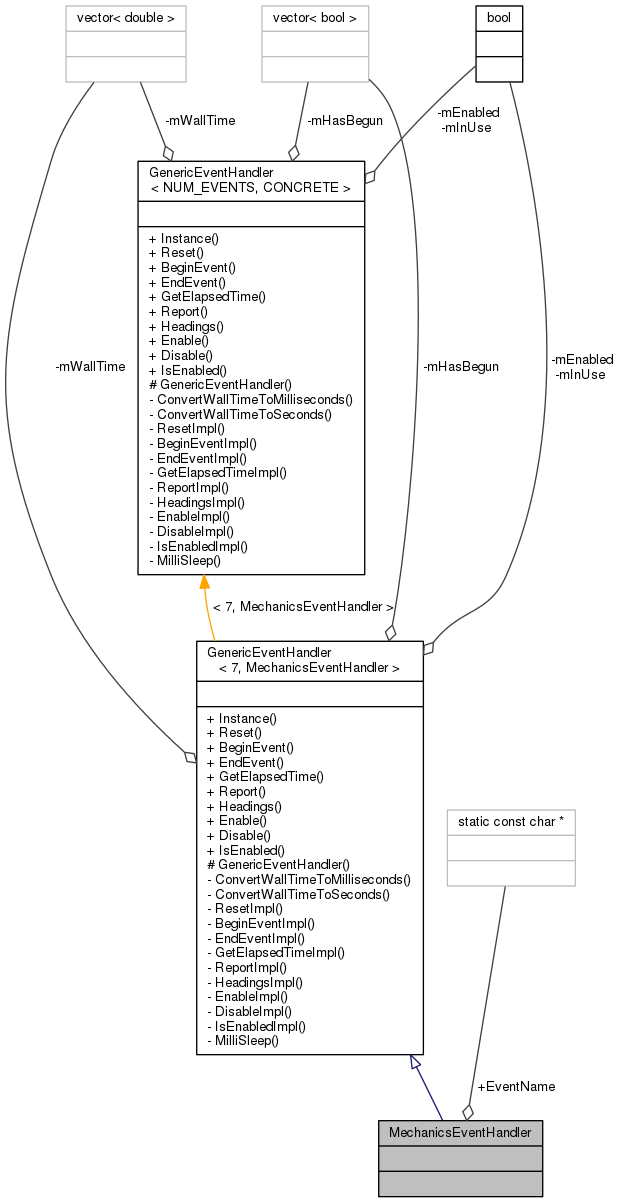 vector< double >
vector< bool >
bool
-mWallTime
-mHasBegun
-mEnabled
-mInUse
GenericEventHandler
< NUM_EVENTS, CONCRETE >
+ Instance()
+ Reset()
+ BeginEvent()
+ EndEvent()
+ GetElapsedTime()
+ Report()
+ Headings()
+ Enable()
+ Disable()
+ IsEnabled()
# GenericEventHandler()
- ConvertWallTimeToMilliseconds()
- ConvertWallTimeToSeconds()
- ResetImpl()
- BeginEventImpl()
- EndEventImpl()
- GetElapsedTimeImpl()
- ReportImpl()
- HeadingsImpl()
- EnableImpl()
- DisableImpl()
- IsEnabledImpl()
- MilliSleep()
-mWallTime
-mHasBegun
-mEnabled
-mInUse
< 7, MechanicsEventHandler >
GenericEventHandler
< 7, MechanicsEventHandler >
+ Instance()
+ Reset()
+ BeginEvent()
+ EndEvent()
+ GetElapsedTime()
+ Report()
+ Headings()
+ Enable()
+ Disable()
+ IsEnabled()
# GenericEventHandler()
- ConvertWallTimeToMilliseconds()
- ConvertWallTimeToSeconds()
- ResetImpl()
- BeginEventImpl()
- EndEventImpl()
- GetElapsedTimeImpl()
- ReportImpl()
- HeadingsImpl()
- EnableImpl()
- DisableImpl()
- IsEnabledImpl()
- MilliSleep()
static const char *
+EventName
MechanicsEventHandler